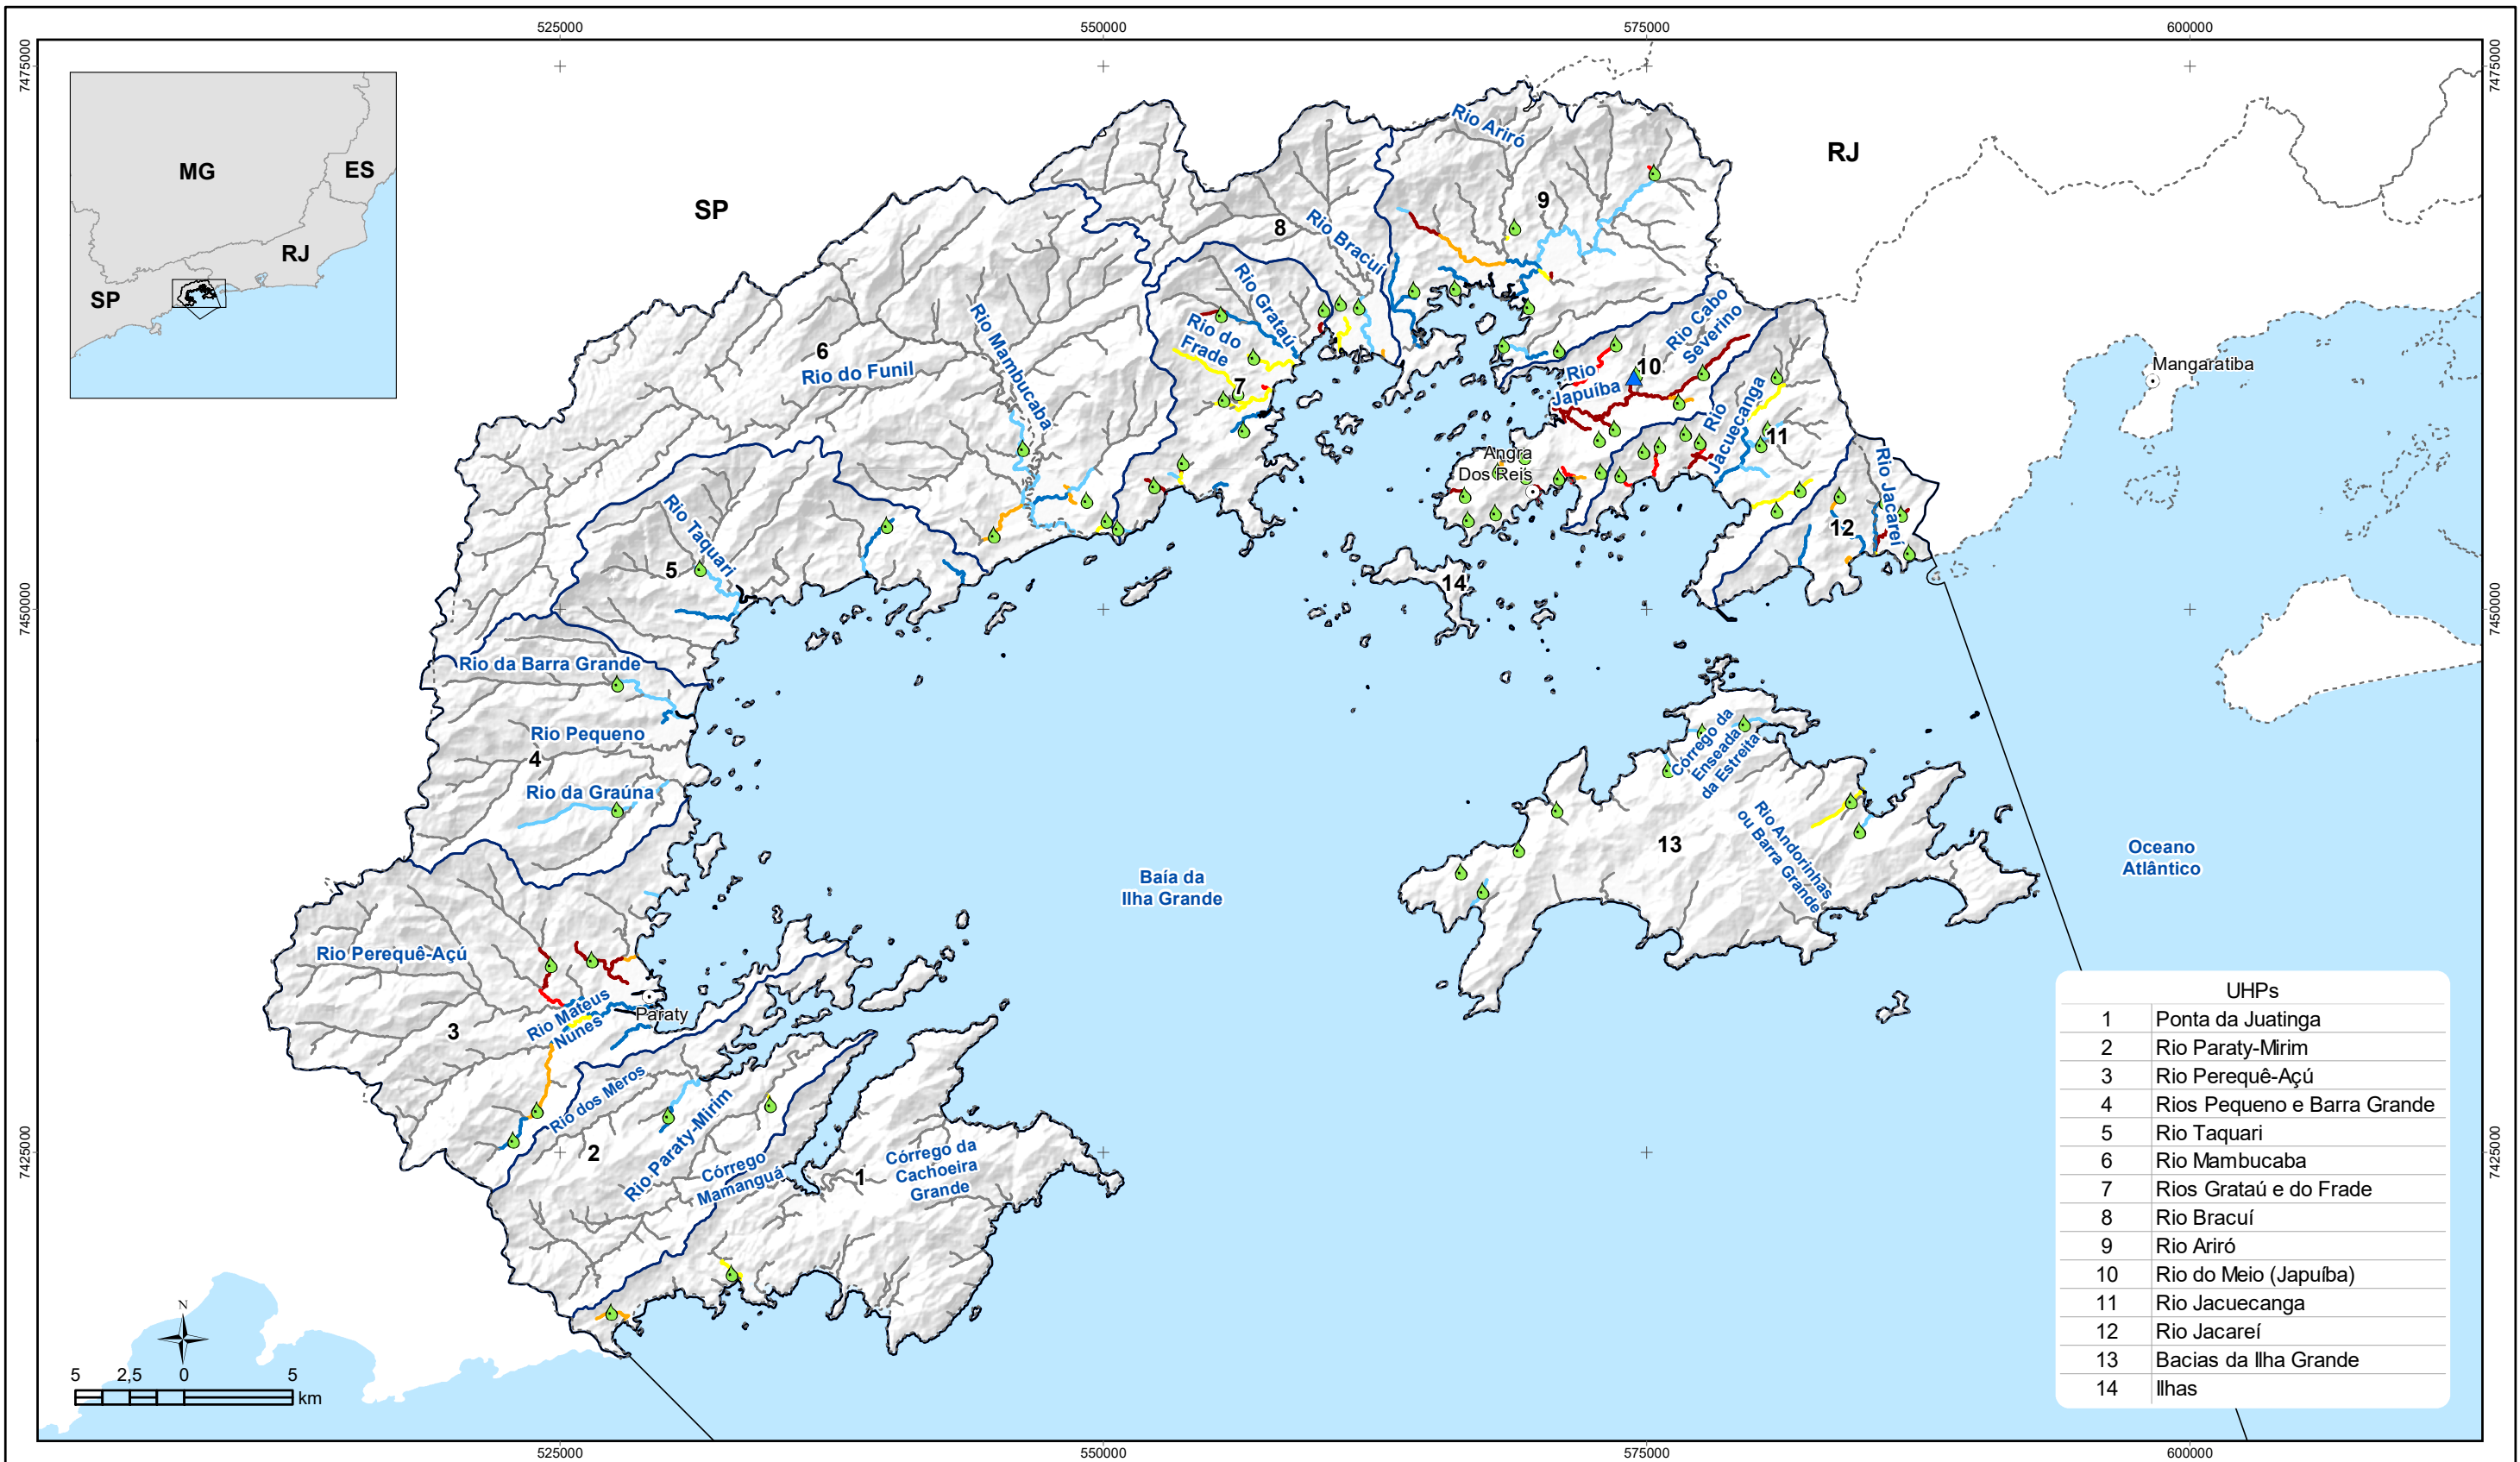 525000
550000
575000
600000
7475000
7475000
MG
ES
RJ
SP
SP
RJ
Rio Ariró
9
8
Rio Bracuí
Rio Grataú
Rio do
Frade
7
Rio Mambucaba
6
Rio do Funil
Rio Cabo
Severino
10
Rio
Japuíba
Rio
Jacuecanga
11
Mangaratiba
Angra
Dos Reis
Rio Jacareí
12
14
Rio Taquari
5
7450000
7450000
Rio da Barra Grande
Rio Pequeno
4
Rio da Graúna
Córrego da
Enseada
da Estreita
Rio Andorinhas
ou Barra Grande
13
Baía da
Ilha Grande
Oceano
Atlântico
Rio Perequê-Açú
Rio Mateus
Nunes
Paraty
3
Rio dos Meros
2
Rio Paraty-Mirim
Córrego
Mamanguá
1
Córrego da
Cachoeira
Grande
7425000
7425000
UHPs
1 Ponta da Juatinga
2 Rio Paraty-Mirim
3 Rio Perequê-Açú
4 Rios Pequeno e Barra Grande
5 Rio Taquari
6 Rio Mambucaba
7 Rios Grataú e do Frade
8 Rio Bracuí
9 Rio Ariró
10 Rio do Meio (Japuíba)
11 Rio Jacuecanga
12 Rio Jacareí
13 Bacias da Ilha Grande
14 Ilhas
N
5 2,5 0 5
km
525000
550000
575000
600000